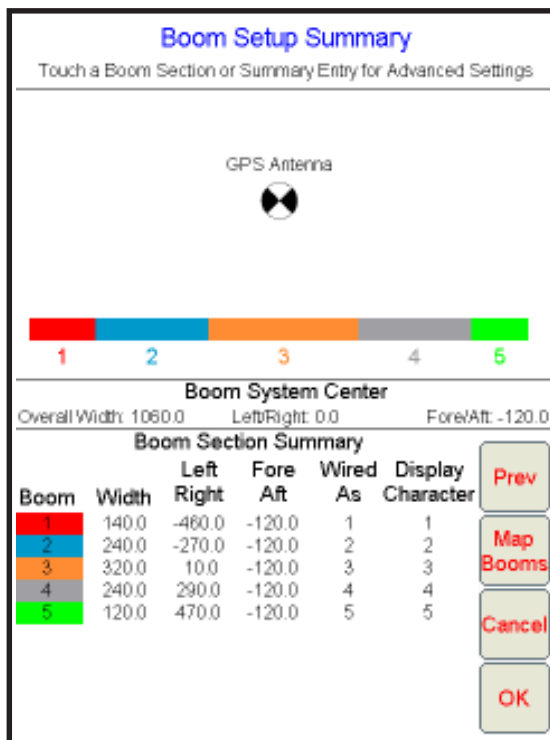 Boom Setup Summary
Touch a Boom Section or Summary Entry for Advanced Settings
GPS Antenna
1 2 3 4 5
Boom System Center
Overall Width: 1060.0 Left/Right: 0.0 Fore/Aft: -120.0
Boom Section Summary
Left Fore Wired Display
Boom Width Right Aft As Character
1 140.0 -460.0 -120.0 1 1
2 240.0 -270.0 -120.0 2 2
3 320.0 10.0 -120.0 3 3
4 240.0 290.0 -120.0 4 4
5 120.0 470.0 -120.0 5 5
Prev
Map
Booms
Cancel
OK